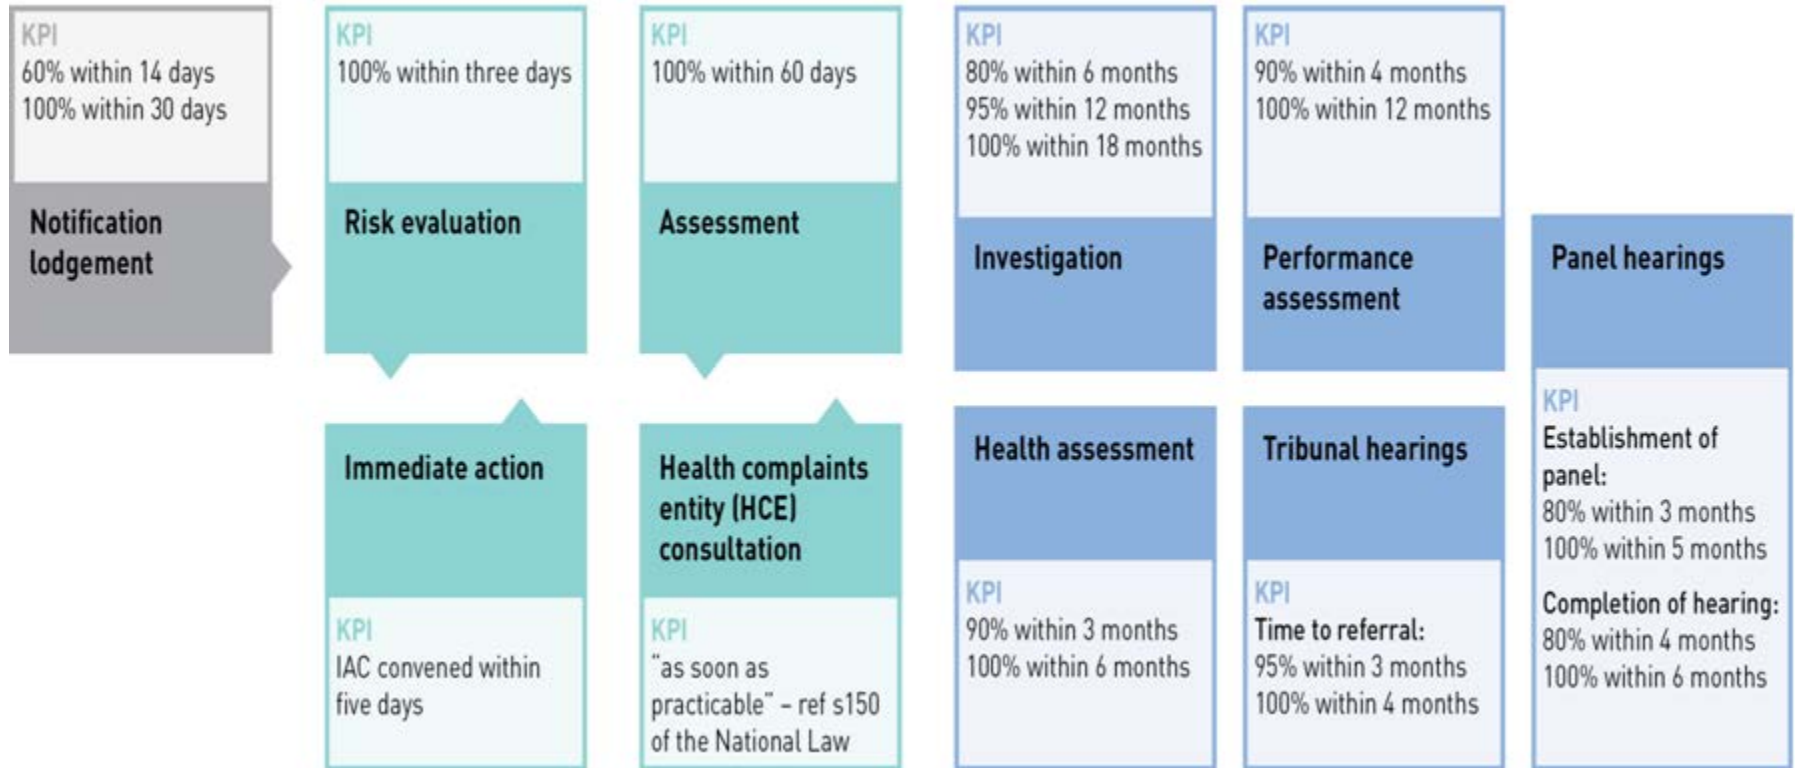 KPI
60% within 14 days
100% within 30 days
Notification
lodgement
KPI
100% within three days
Risk evaluation
Immediate action
KPI
IAC convened within
five days
KPI
100% within 60 days
Assessment
Health complaints
entity (HCE)
consultation
KPI
"as soon as
practicable" – ref s150
of the National Law
KPI
80% within 6 months
95% within 12 months
100% within 18 months
Investigation
Health assessment
KPI
90% within 3 months
100% within 6 months
KPI
90% within 4 months
100% within 12 months
Performance
assessment
Tribunal hearings
KPI
Time to referral:
95% within 3 months
100% within 4 months
Panel hearings
KPI
Establishment of
panel:
80% within 3 months
100% within 5 months
Completion of hearing:
80% within 4 months
100% within 6 months